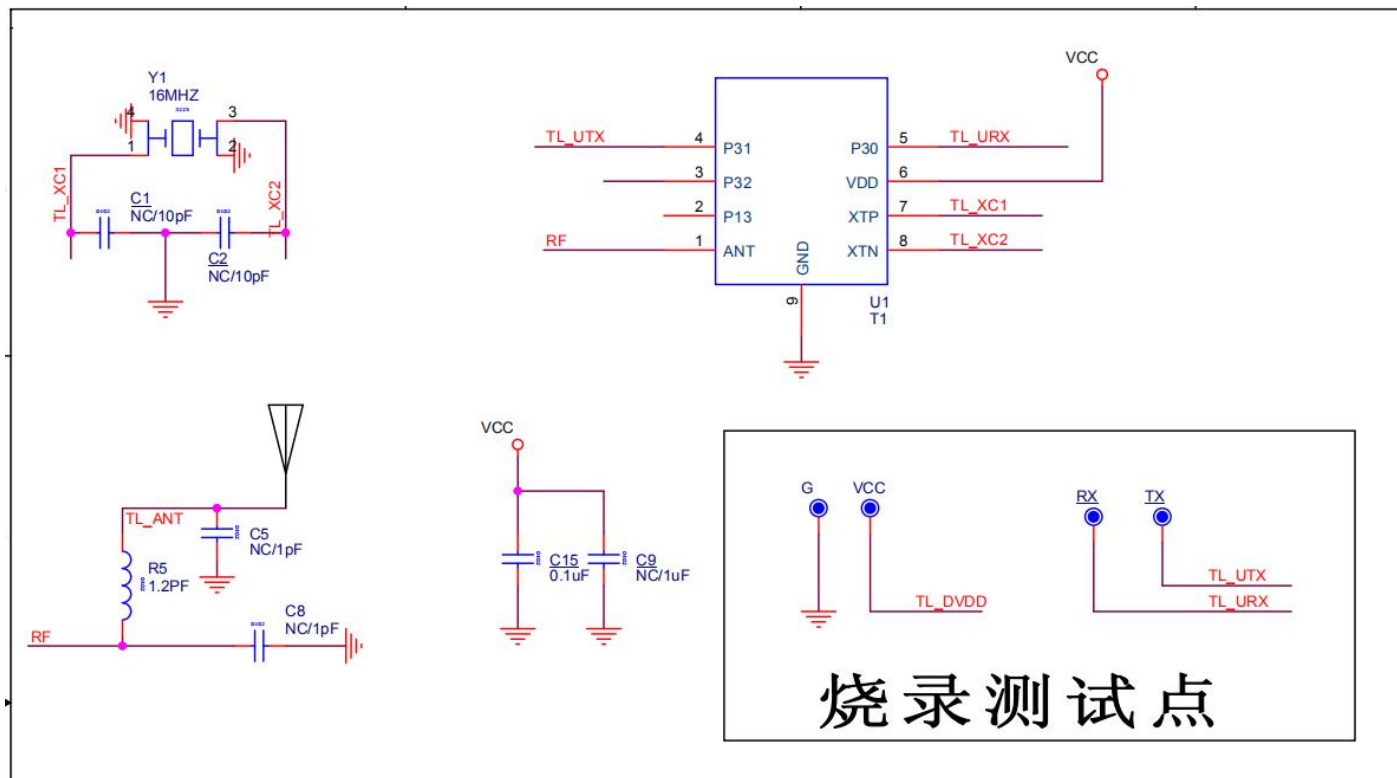 Y1
16MHZ
4
3
1
2
TL_XC1
TL_XC2
C1
NC/10pF
C2
NC/10pF
VCC
TL_UTX
4
P31
3
P32
2
P13
RF
1
ANT
GND
9
P30
5
TL_URX
VDD
6
XTP
7
TL_XC1
XTN
8
TL_XC2
U1
T1
TL_ANT
C5
NC/1pF
R5
1.2PF
C8
NC/1pF
RF
VCC
C15
0.1uF
C9
NC/1uF
G
VCC
RX
TX
TL_DVDD
TL_UTX
TL_URX
烧录测试点